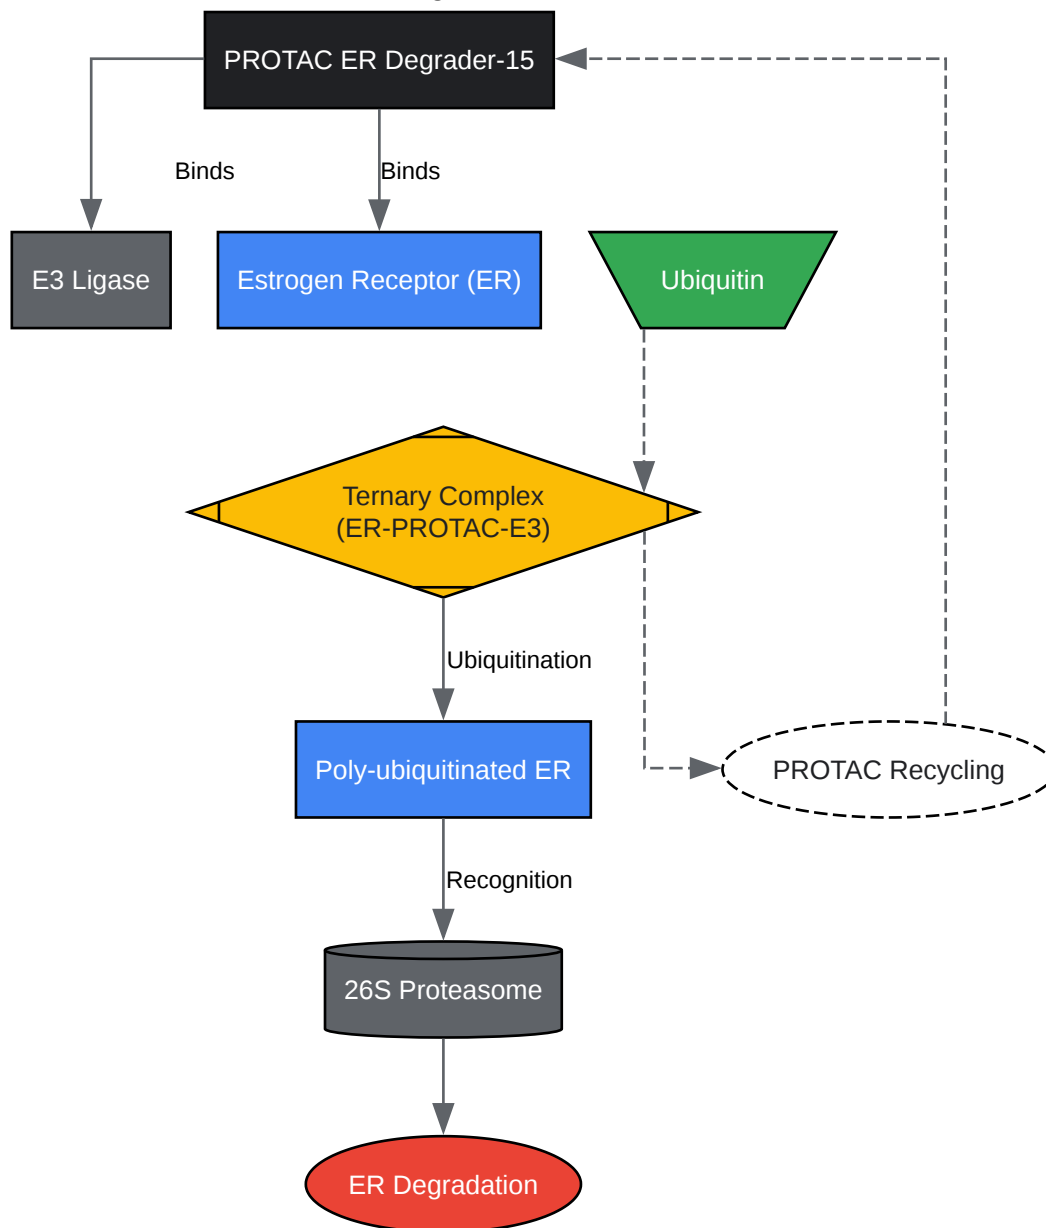 PROTAC ER Degrader-15
Binds
Binds
E3 Ligase
Estrogen Receptor (ER)
Ubiquitin
Ternary Complex
(ER-PROTAC-E3)
Ubiquitination
Poly-ubiquitinated ER
PROTAC Recycling
Recognition
26S Proteasome
ER Degradation